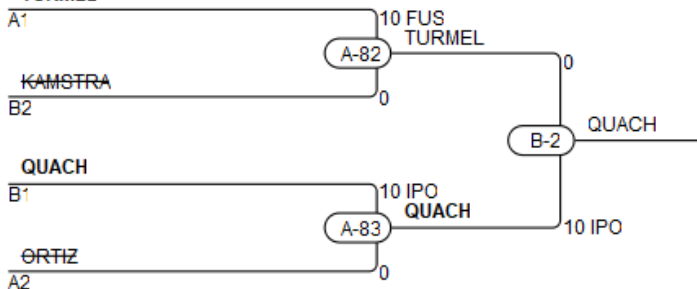 TURMEL
A1
10 FUS
TURMEL
A-82
KAMSTRA
B2
0
0
B-2
QUACH
QUACH
B1
10 IPO
QUACH
A-83
10 IPO
ORTIZ
A2
0